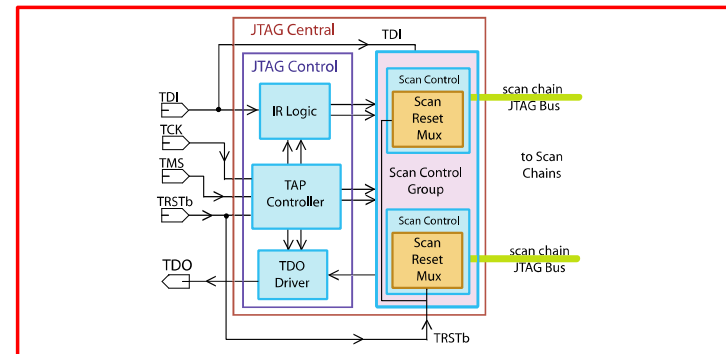 JTAG Central
TDI
JTAG Control
Scan Control
scan chain
JTAG Bus
TDI
IR Logic
Scan
Reset
Mux
TCK
to Scan
Chains
TMS
TAP
Controller
Scan Control
Group
TRSTb
Scan Control
TDO
TDO
Driver
Scan
Reset
Mux
scan chain
JTAG Bus
TRSTb